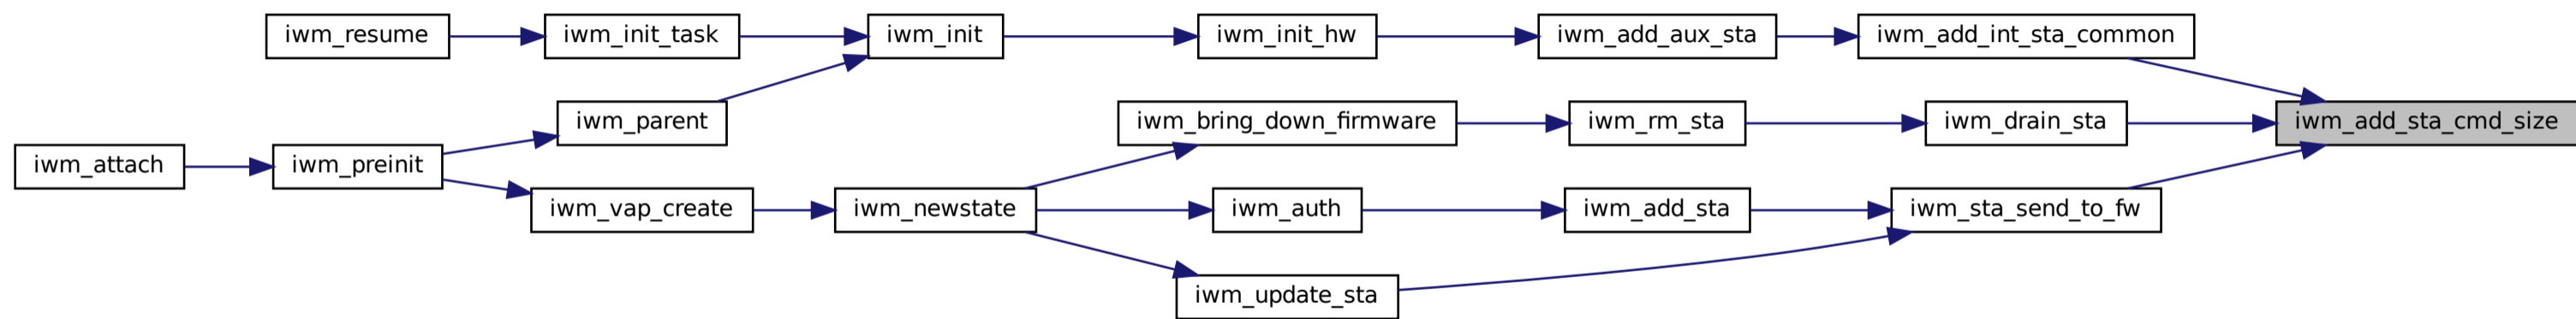 iwm_resume
iwm_init_task
iwm_init
iwm_init_hw
iwm_add_aux_sta
iwm_add_int_sta_common
iwm_parent
iwm_bring_down_firmware
iwm_rm_sta
iwm_drain_sta
iwm_add_sta_cmd_size
iwm_attach
iwm_preinit
iwm_vap_create
iwm_newstate
iwm_auth
iwm_add_sta
iwm_sta_send_to_fw
iwm_update_sta